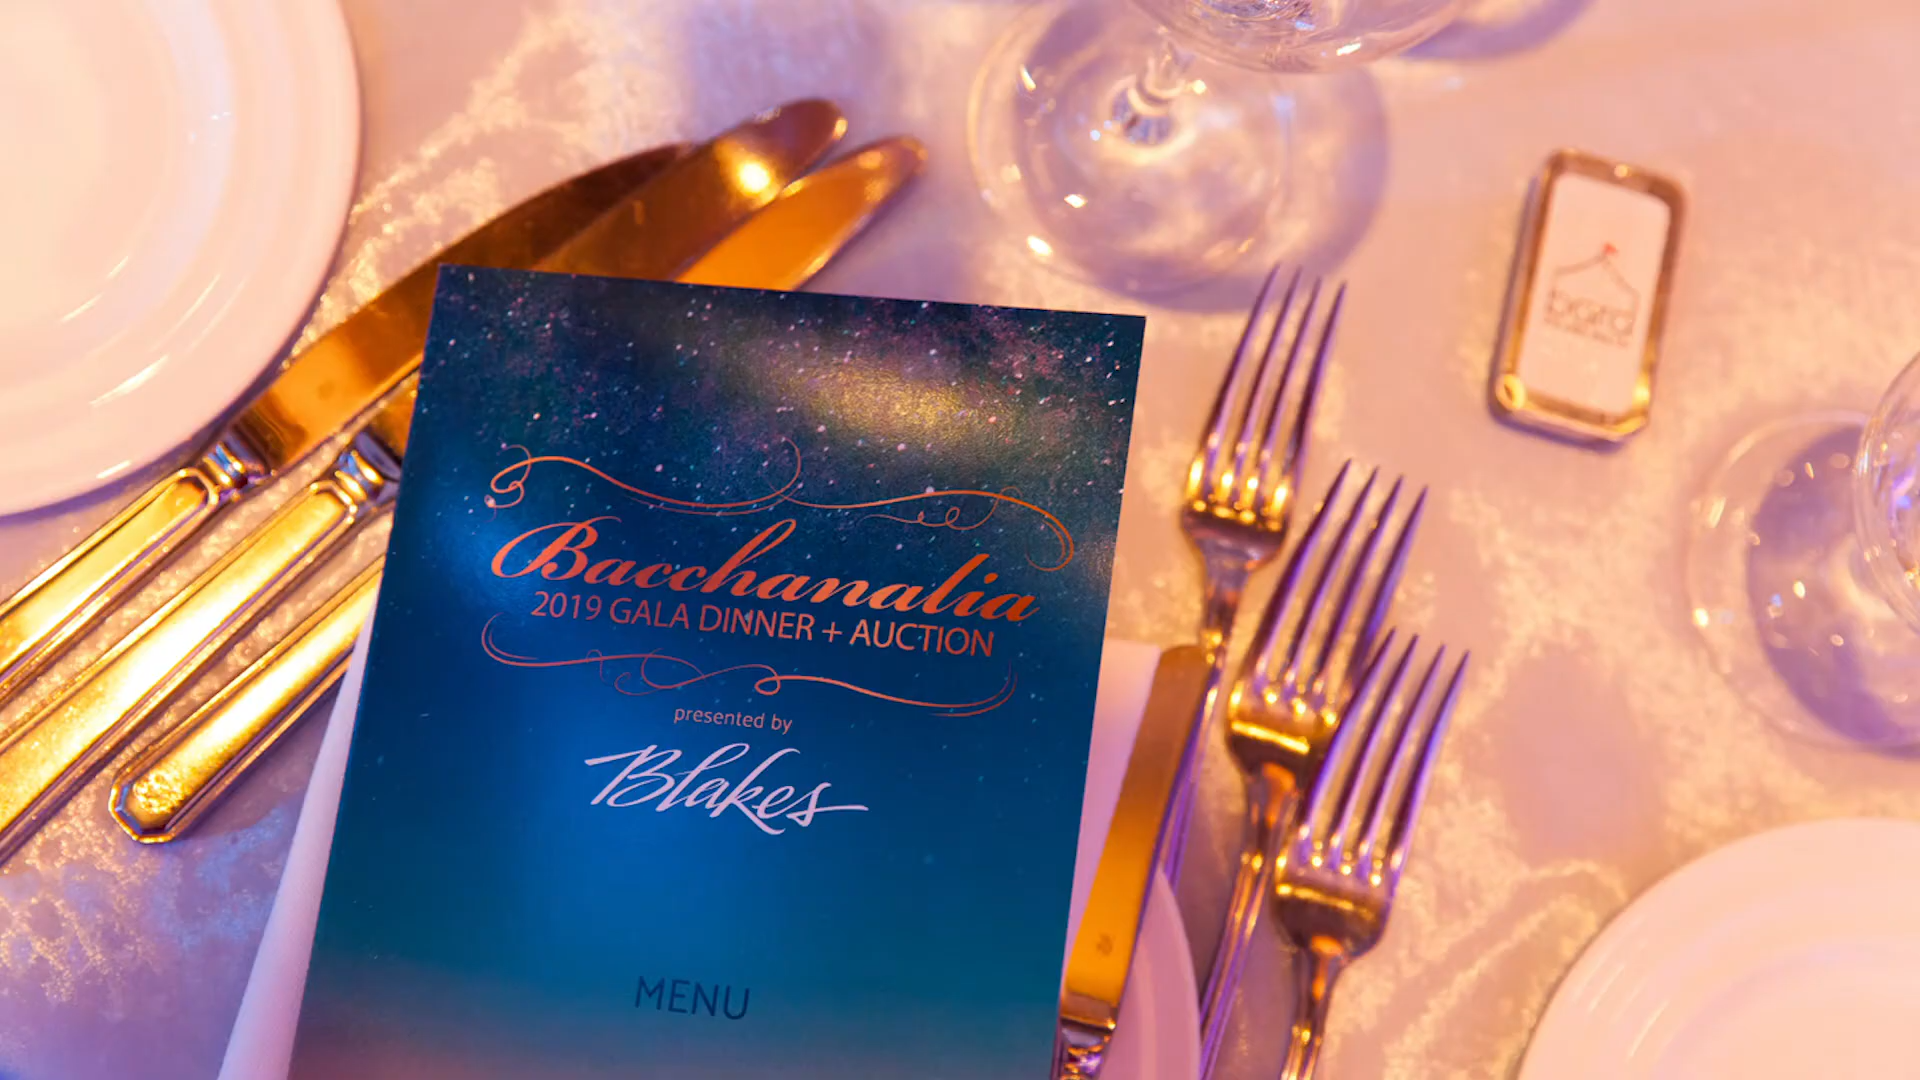 Bacchanalia
2019 GALA DINNER + AUCTION
presented by
Blakes
MENU